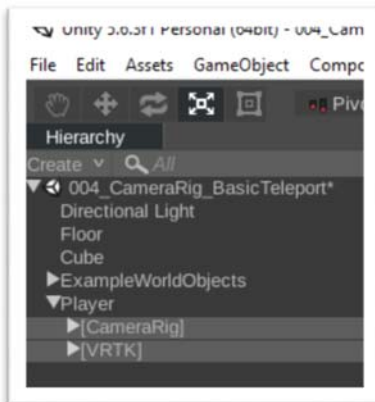 Unity 5.6.3f1 Personal (64bit) - 004_Cam
File Edit Assets GameObject Compo
Pivo
Hierarchy
Create All
004_CameraRig_BasicTeleport*
Directional Light
Floor
Cube
ExampleWorldObjects
Player
[CameraRig]
[VRTK]